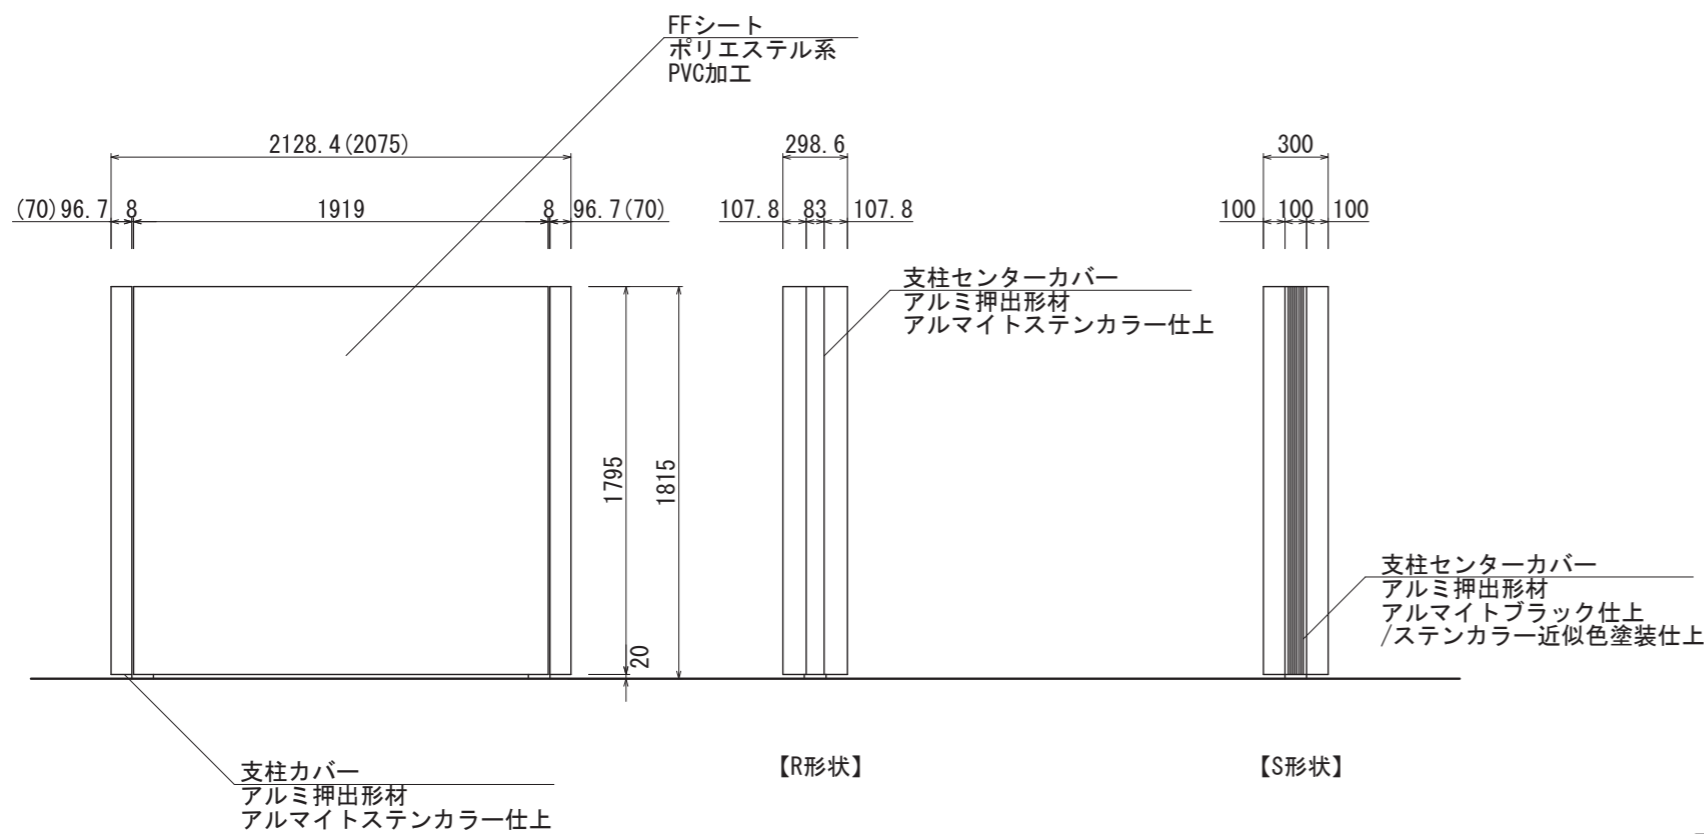 FFシート
ポリエステル系
PVC加工
2128.4(2075)
298.6
300
(70)96.7 8 1919 8 96.7(70)
107.8 83 107.8
100 100 100
支柱センターカバー
アルミ押出形材
アルマイトステンカラー仕上
1795
1815
20
支柱センターカバー
アルミ押出形材
アルマイトブラック仕上
/ステンカラー近似色塗装仕上
支柱カバー
アルミ押出形材
アルマイトステンカラー仕上
【R形状】
【S形状】